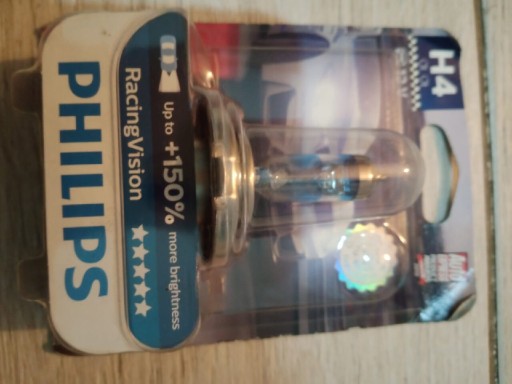 PHILIPS
RacingVision
Up to +150% more brightness
H4